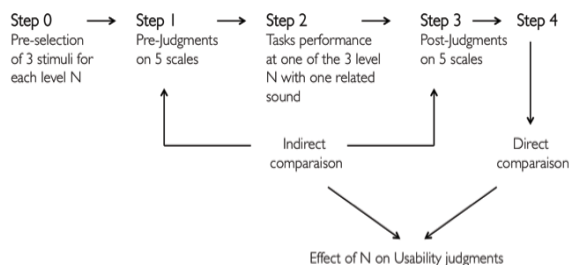 Step 0
Pre-selection
of 3 stimuli for
each level N
Step 1
Pre-Judgments
on 5 scales
Step 2
Tasks performance
at one of the 3 level
N with one related
sound
Step 3
Post-Judgments
on 5 scales
Step 4
Indirect
comparaison
Direct
comparaison
Effect of N on Usability judgments